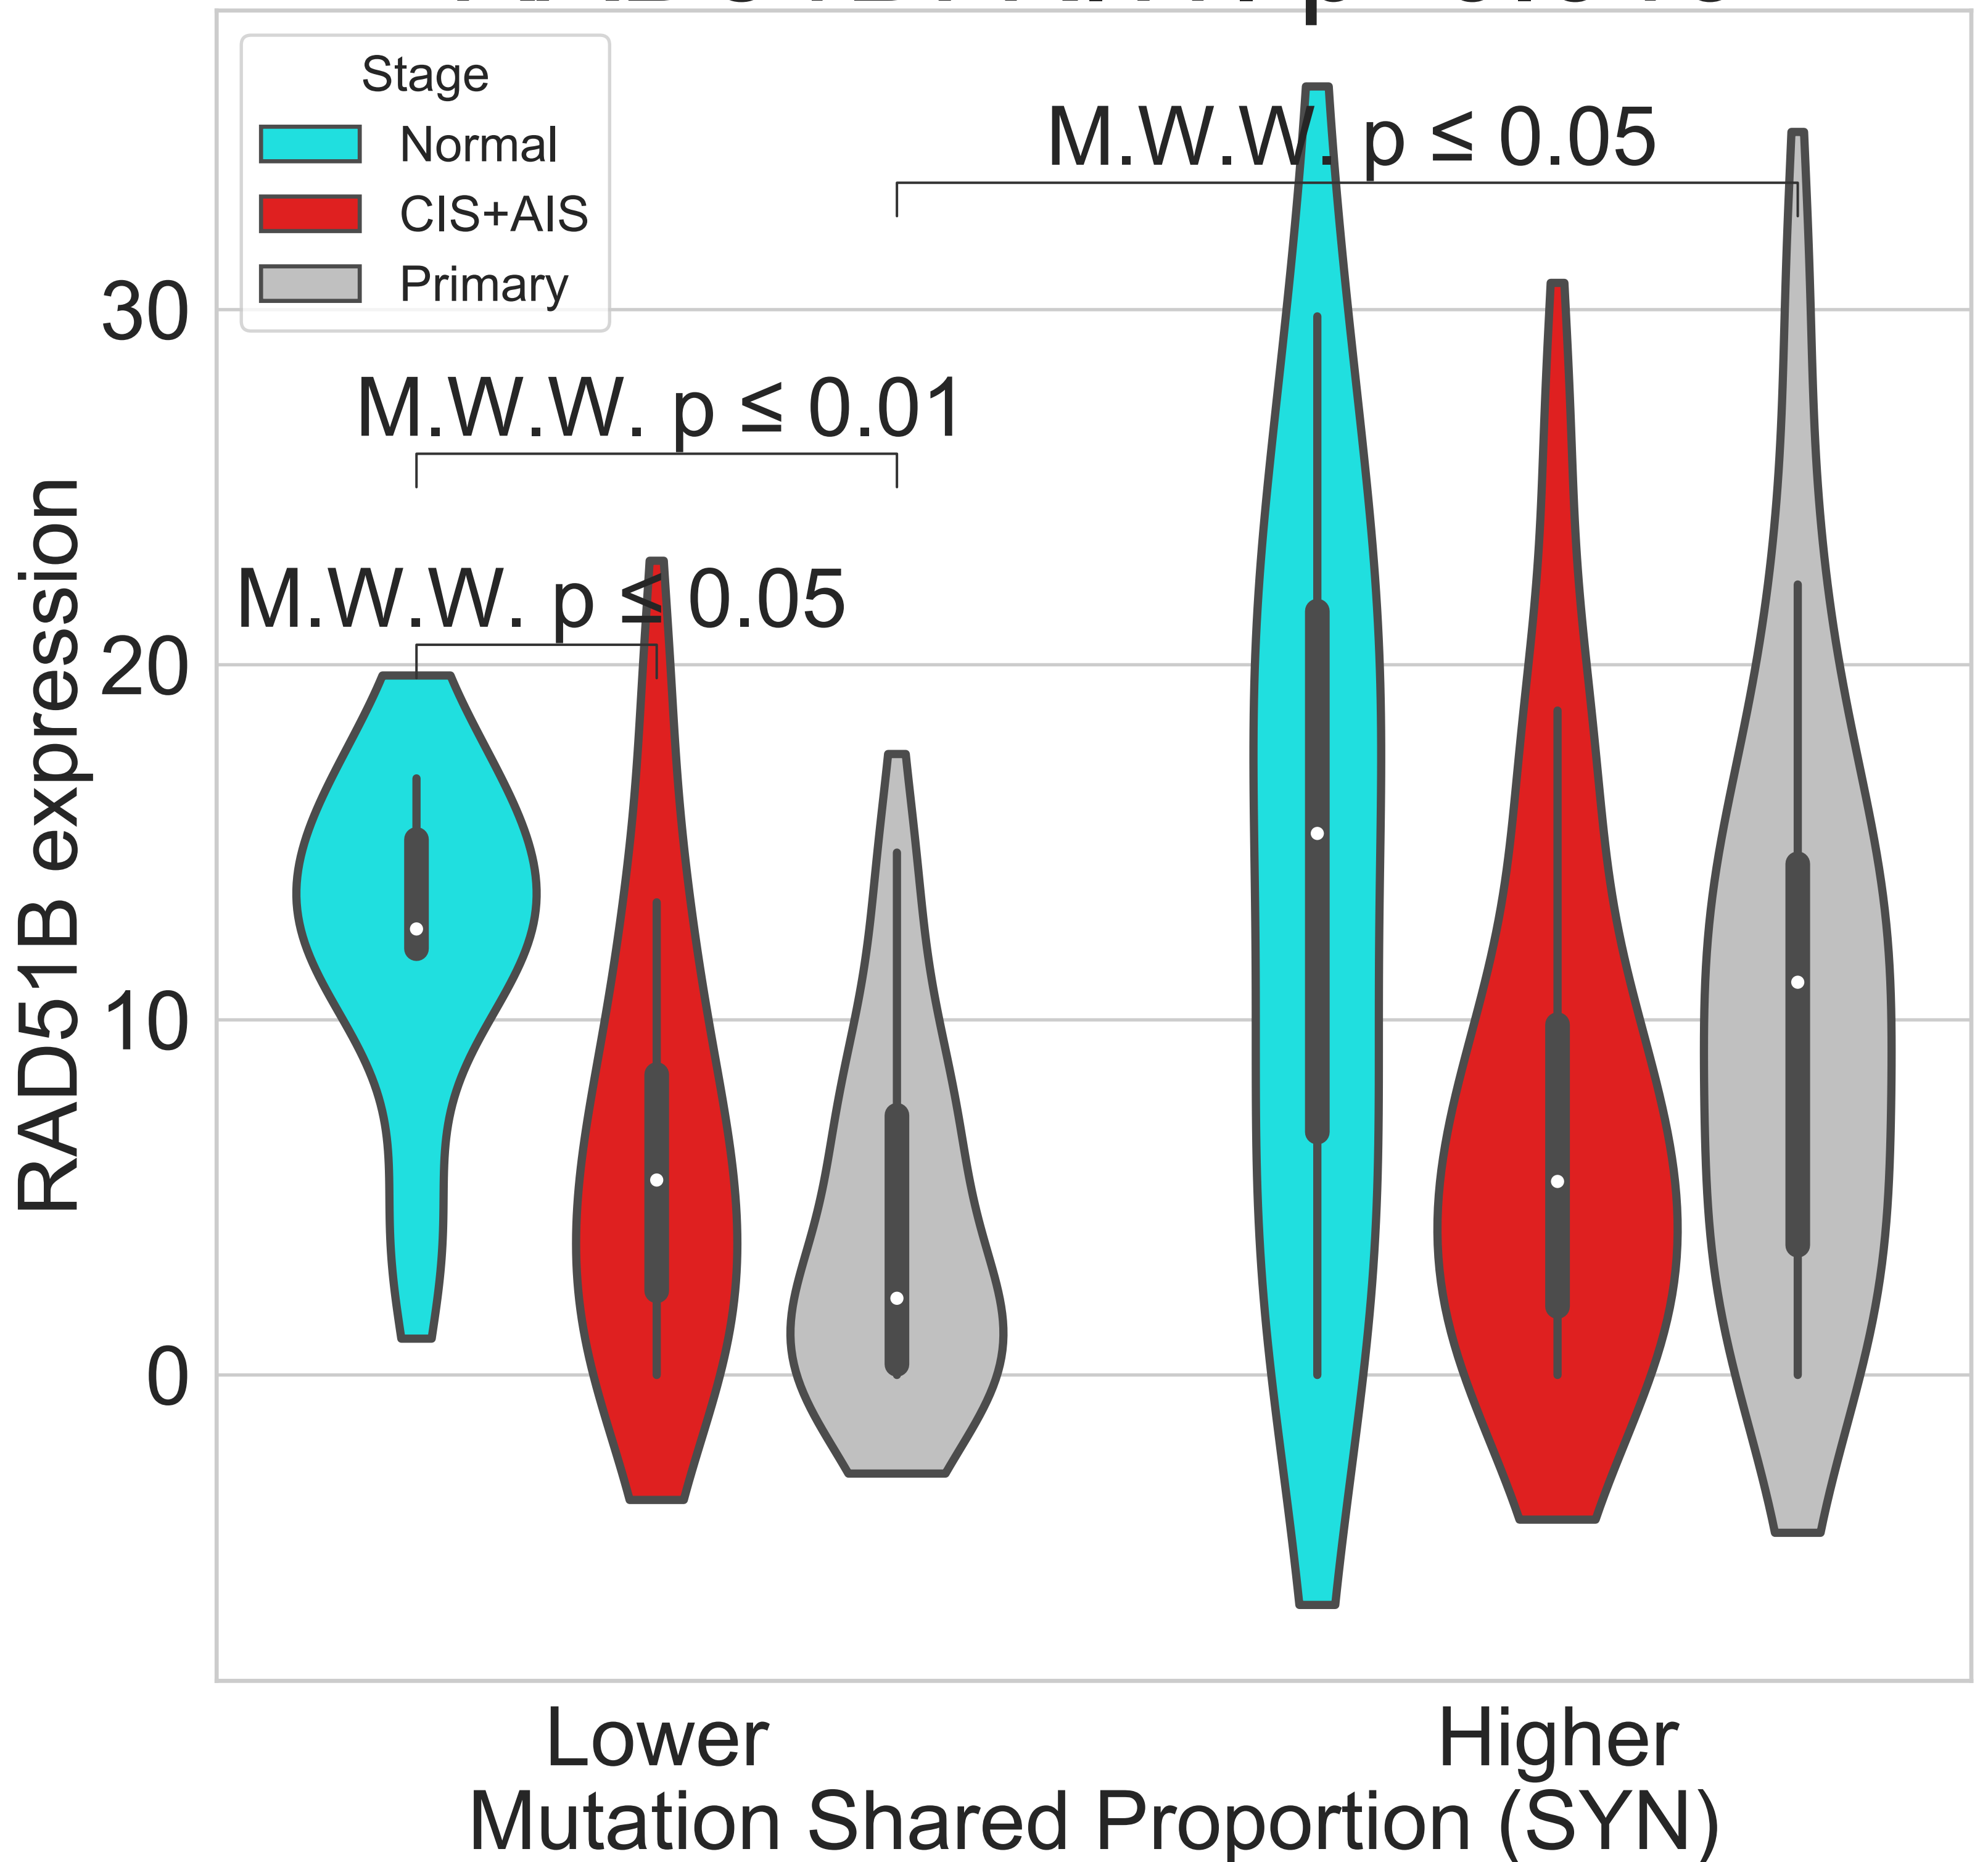 Stage
Normal
CIS+AIS
Primary
M.W.W. p ≤ 0.05
M.W.W. p ≤ 0.01
M.W.W. p ≤ 0.05
30
20
10
0
RAD51B expression
Lower
Higher
Mutation Shared Proportion (SYN)